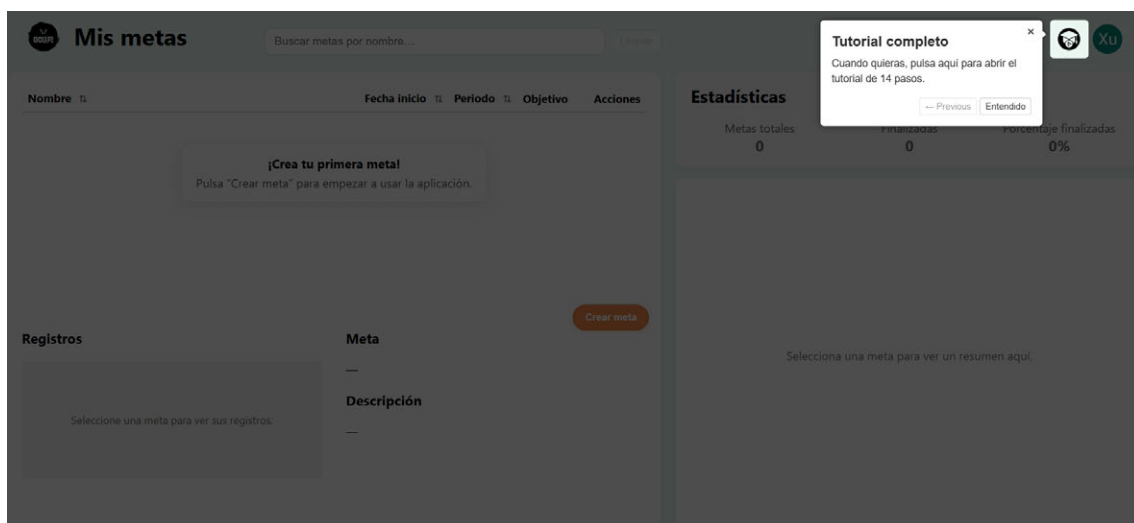 Mis metas
Buscar metas por nombre...
Limpiar
Tutorial completo
×
Cuando quieras, pulsa aquí para abrir el
tutorial de 14 pasos.
← Previous
Entendido
Xu
Nombre ⇅ Fecha inicio ⇅ Periodo ⇅ Objetivo Acciones
¡Crea tu primera meta!
Pulsa "Crear meta" para empezar a usar la aplicación.
Crear meta
Registros
Seleccione una meta para ver sus registros.
Meta
—
Descripción
—
Estadísticas
Metas totales Finalizadas Porcentaje finalizadas
0 0 0%
Selecciona una meta para ver un resumen aquí.